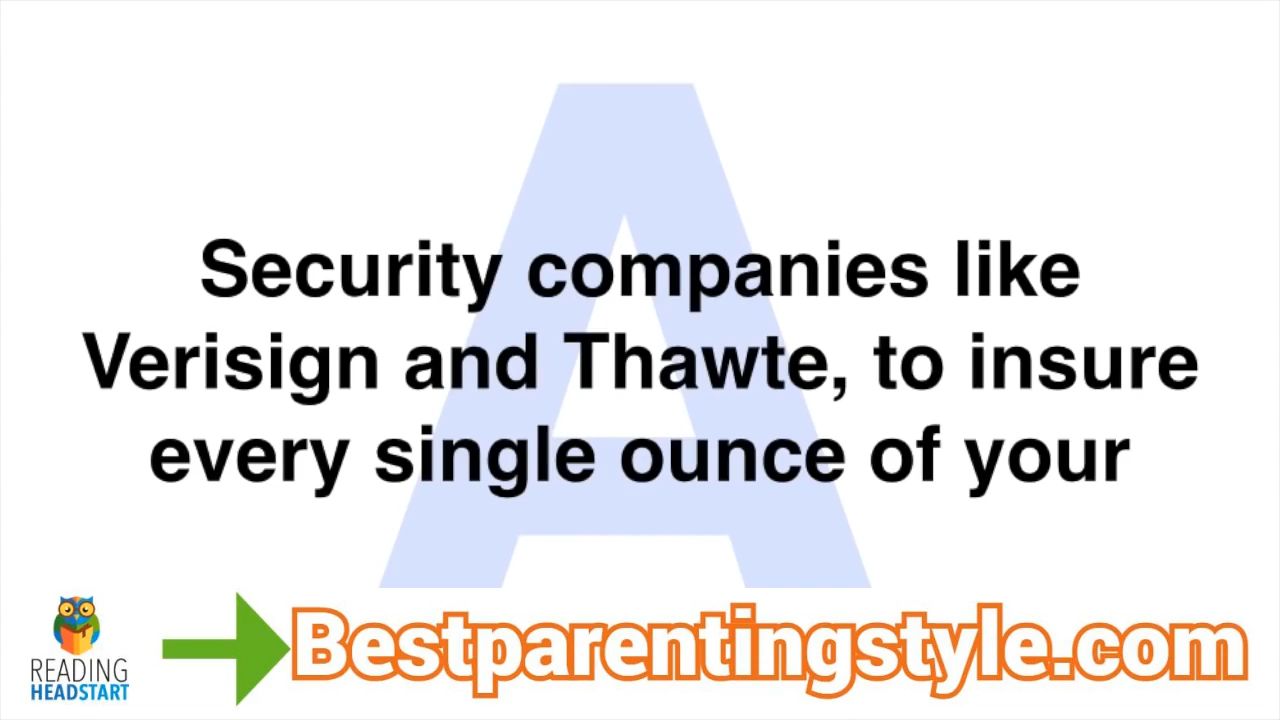 A
Security companies like
Verisign and Thawte, to insure
every single ounce of your
READING
HEADSTART
Bestparentingstyle.com